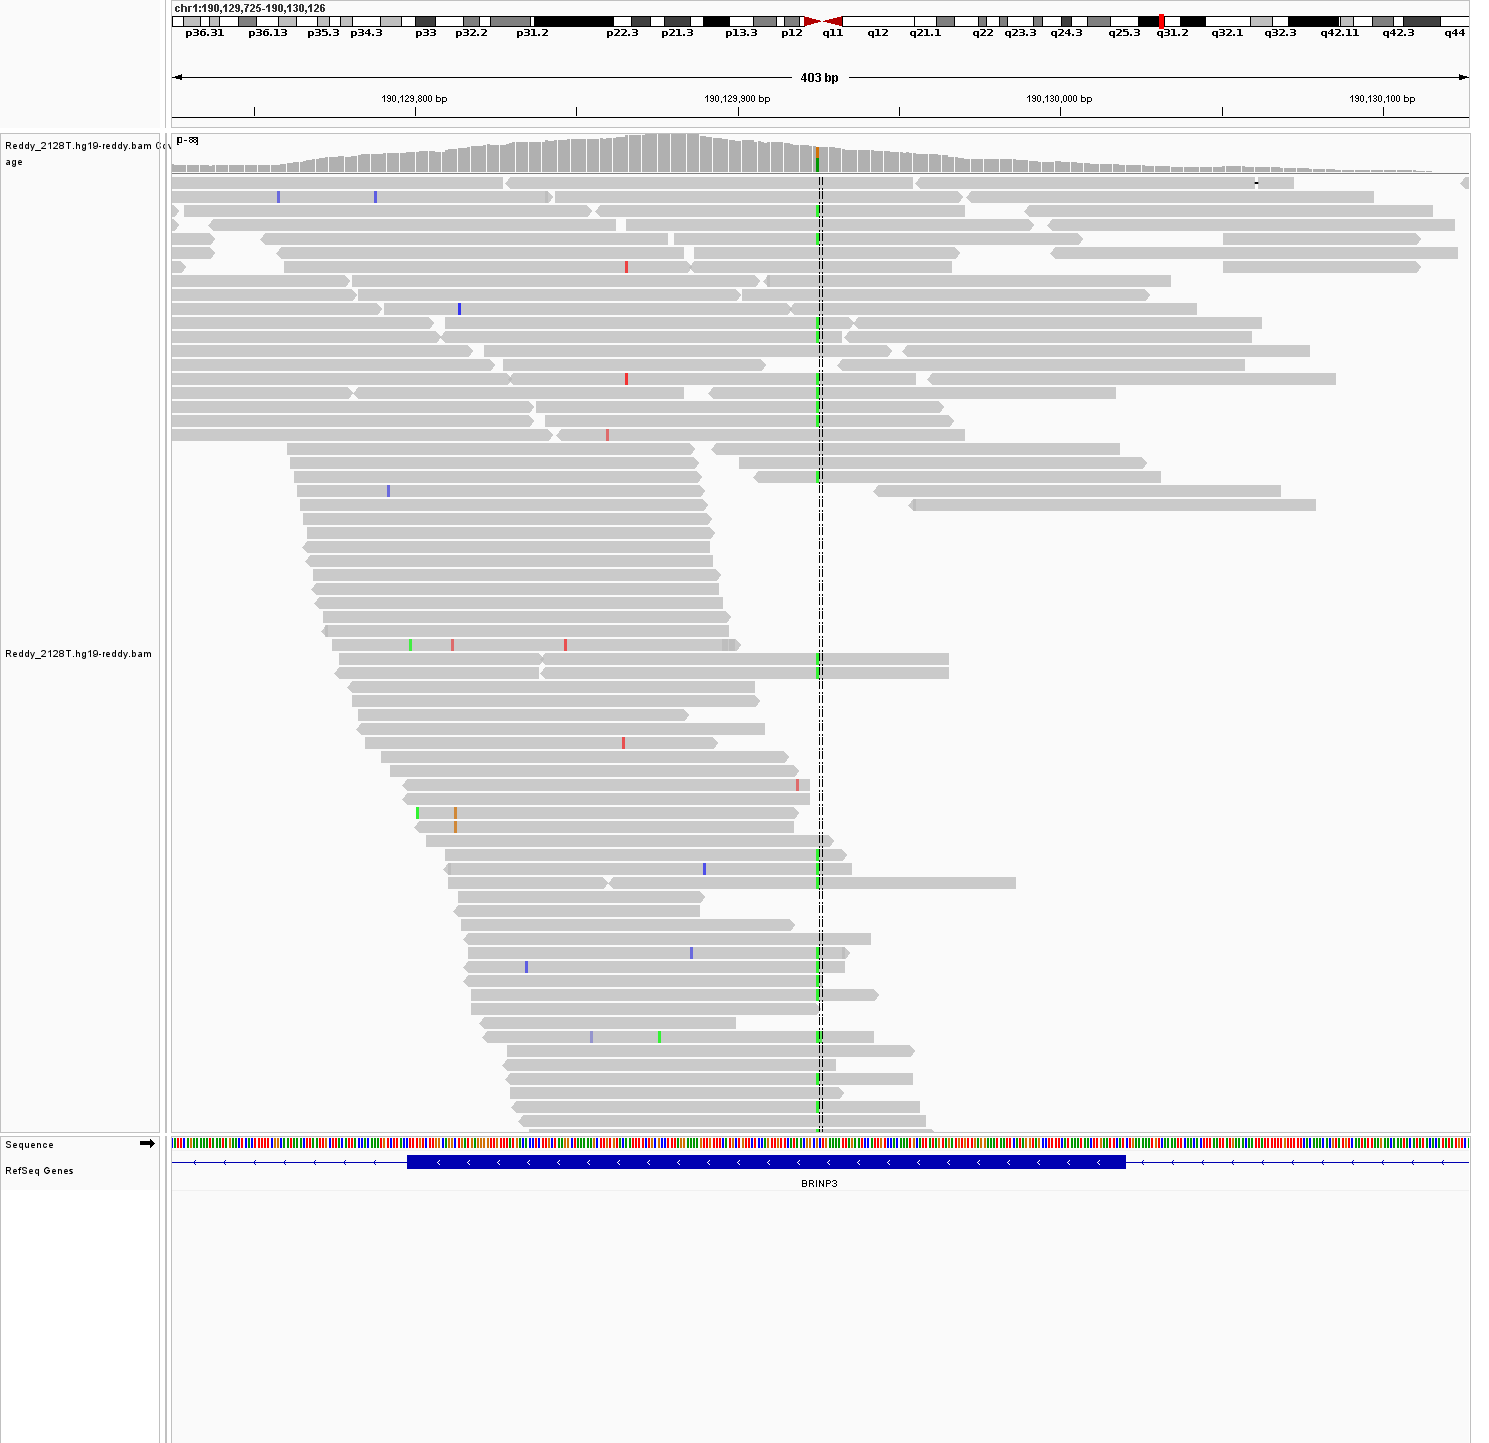 chr1:190,129,725-190,130,126
p36.31 p36.13 p35.3 p34.3 p33 p32.2 p31.2 p22.3 p21.3 p13.3 p12 q11 q12 q21.1 q22 q23.3 q24.3 q25.3 q31.2 q32.1 q32.3 q42.11 q42.3 q44
403 bp
190,129,800 bp 190,129,900 bp 190,130,000 bp 190,130,100 bp
Reddy_2128T.hg19-reddy.bam Cov
age
[0 - 88]
Reddy_2128T.hg19-reddy.bam
Sequence
RefSeq Genes
BRINP3